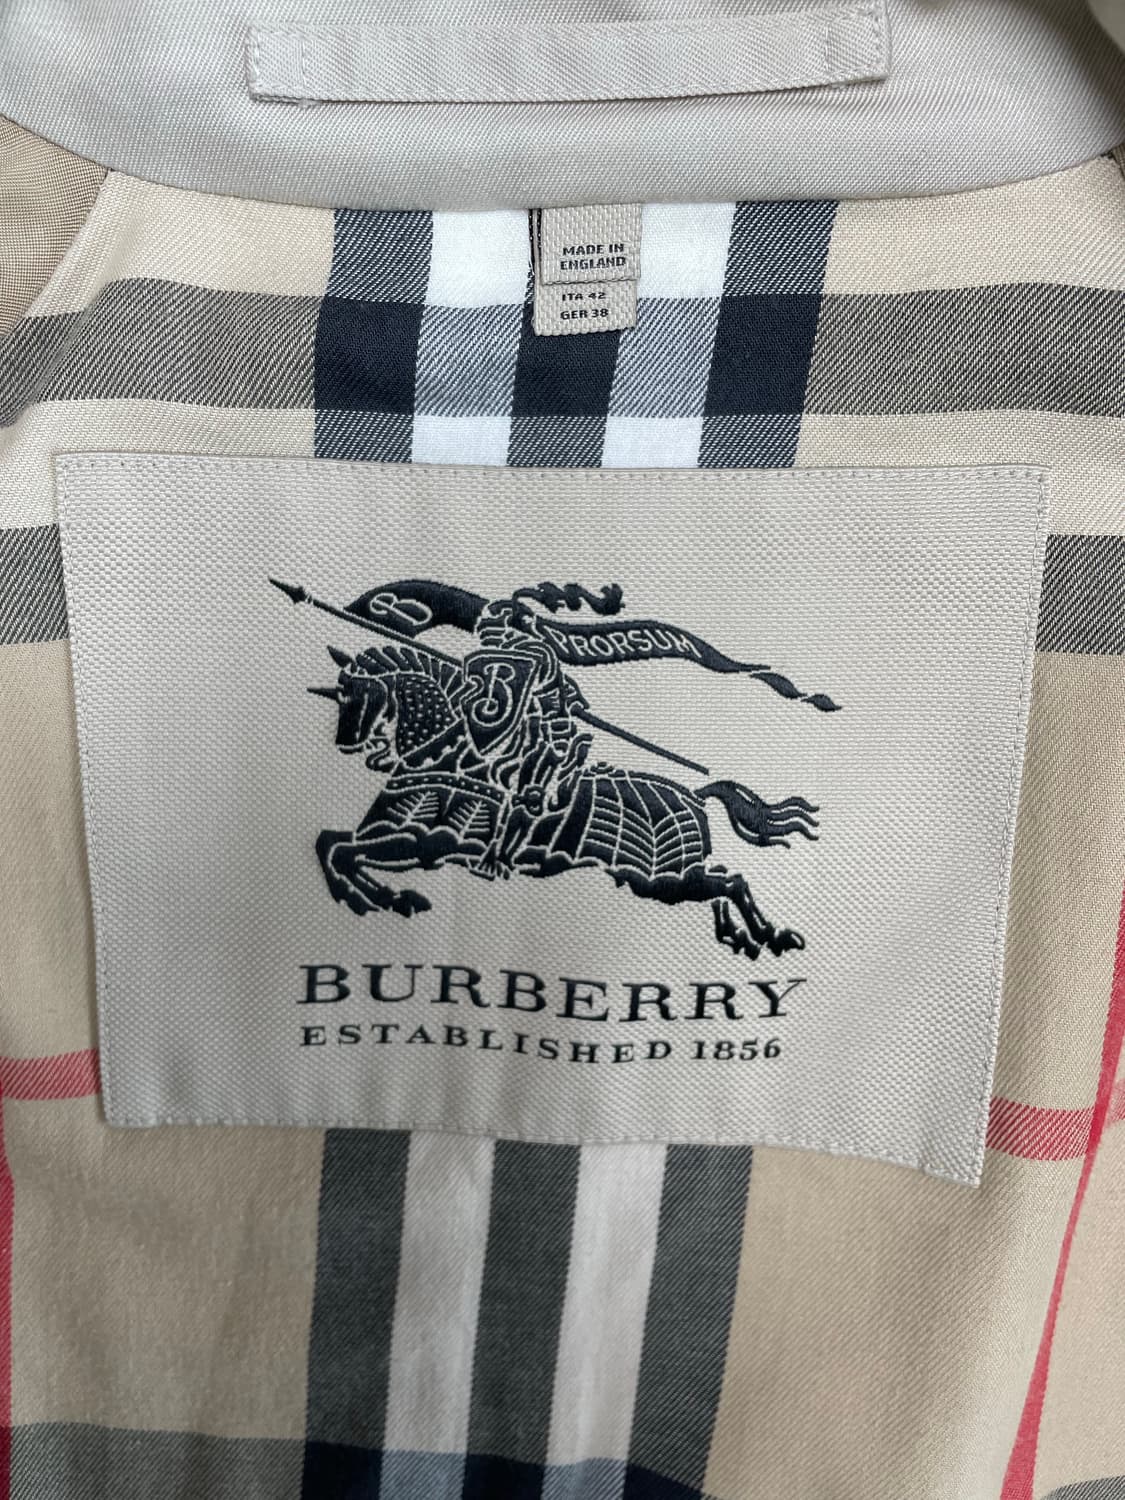 MADE IN
ENGLAND
ITA 42
GER 38
B
PRORSUM
B
BURBERRY
ESTABLISHED 1856